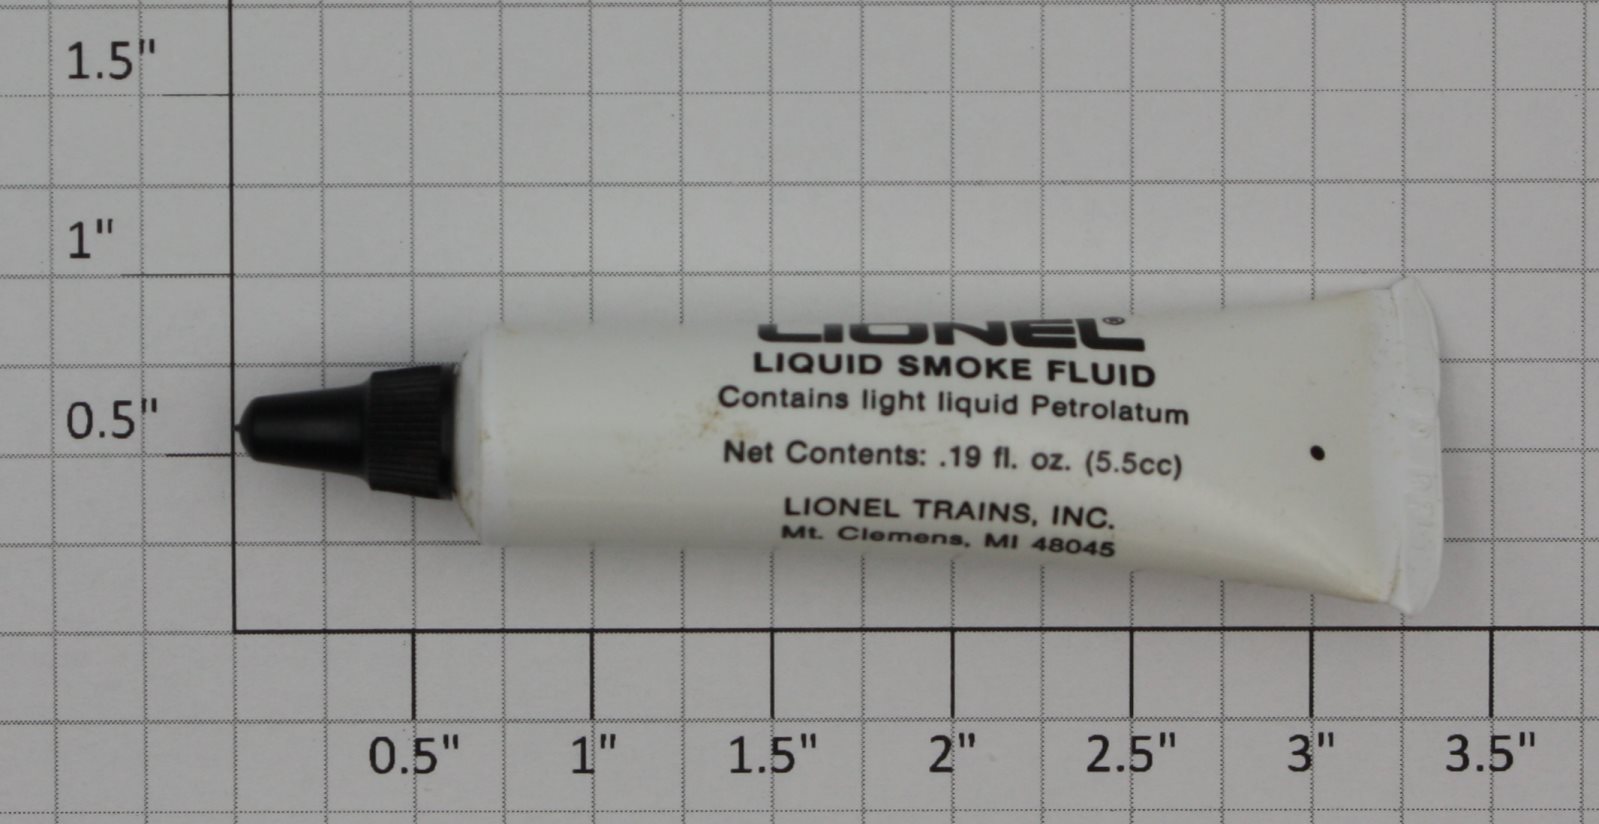 1.5"
1"
0.5"
LIONEL®
LIQUID SMOKE FLUID
Contains light liquid Petrolatum
Net Contents: .19 fl. oz. (5.5cc)
LIONEL TRAINS, INC.
Mt. Clemens, MI 48045
0.5" 1" 1.5" 2" 2.5" 3" 3.5"